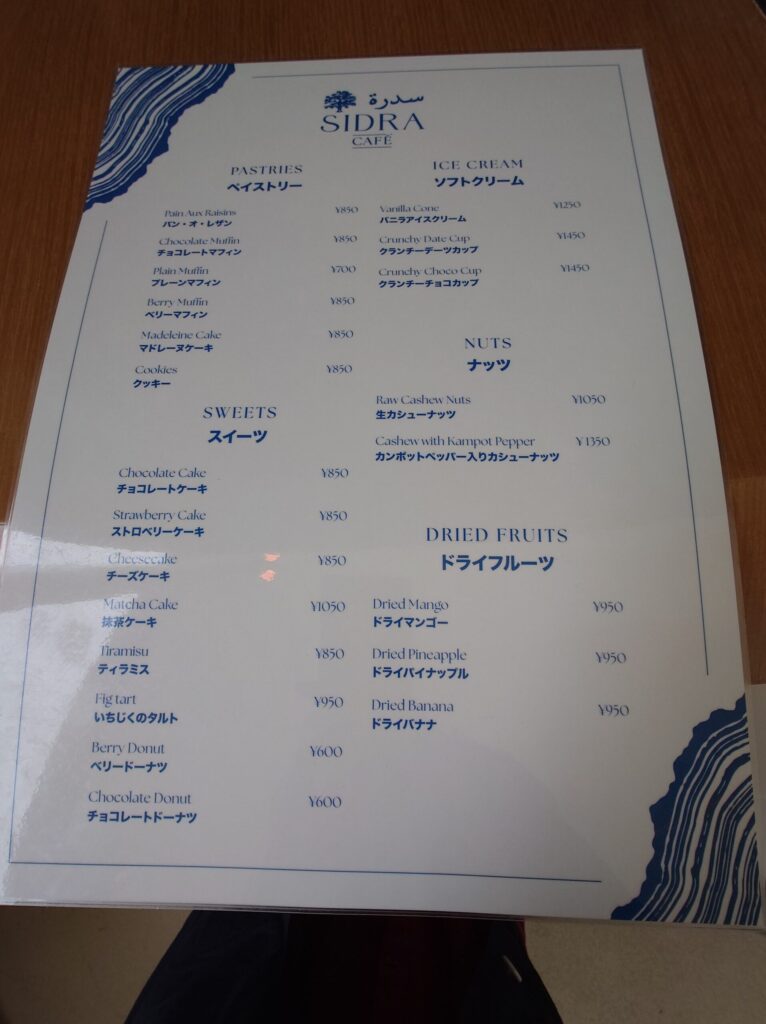 سدرة
SIDRA
CAFÉ
PASTRIES
ペイストリー
Pain Aux Raisins ¥850
パン・オ・レザン
Chocolate Muffin ¥850
チョコレートマフィン
Plain Muffin ¥700
プレーンマフィン
Berry Muffin ¥850
ベリーマフィン
Madeleine Cake ¥850
マドレーヌケーキ
Cookies ¥850
クッキー
SWEETS
スイーツ
Chocolate Cake ¥850
チョコレートケーキ
Strawberry Cake ¥850
ストロベリーケーキ
Cheesecake ¥850
チーズケーキ
Matcha Cake ¥1050
抹茶ケーキ
Tiramisu ¥850
ティラミス
Fig tart ¥950
いちじくのタルト
Berry Donut ¥600
ベリードーナツ
Chocolate Donut ¥600
チョコレートドーナツ
ICE CREAM
ソフトクリーム
Vanilla Cone ¥1250
バニラアイスクリーム
Crunchy Date Cup ¥1450
クランチーデーツカップ
Crunchy Choco Cup ¥1450
クランチーチョコカップ
NUTS
ナッツ
Raw Cashew Nuts ¥1050
生カシューナッツ
Cashew with Kampot Pepper ¥1350
カンポットペッパー入りカシューナッツ
DRIED FRUITS
ドライフルーツ
Dried Mango ¥950
ドライマンゴー
Dried Pineapple ¥950
ドライパイナップル
Dried Banana ¥950
ドライバナナ